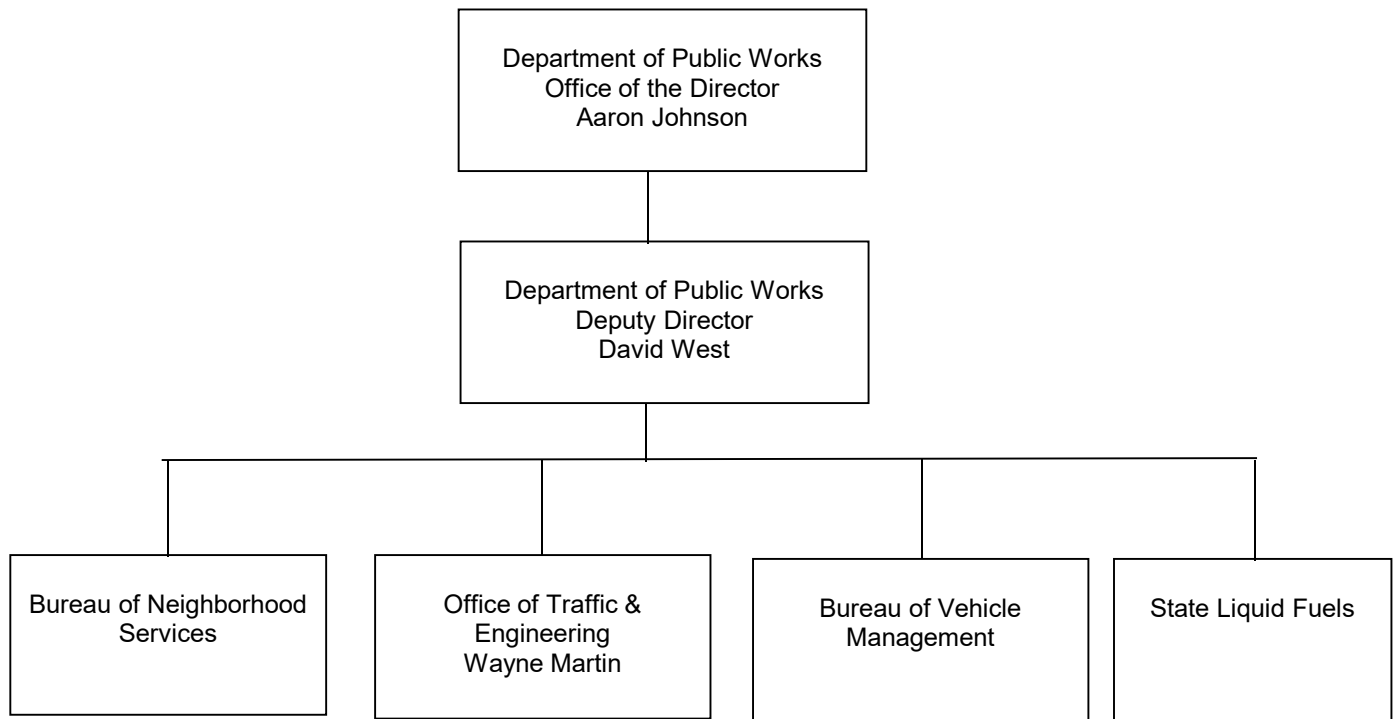 Department of Public Works
Office of the Director
Aaron Johnson
Department of Public Works
Deputy Director
David West
Bureau of Neighborhood
Services
Office of Traffic &
Engineering
Wayne Martin
Bureau of Vehicle
Management
State Liquid Fuels